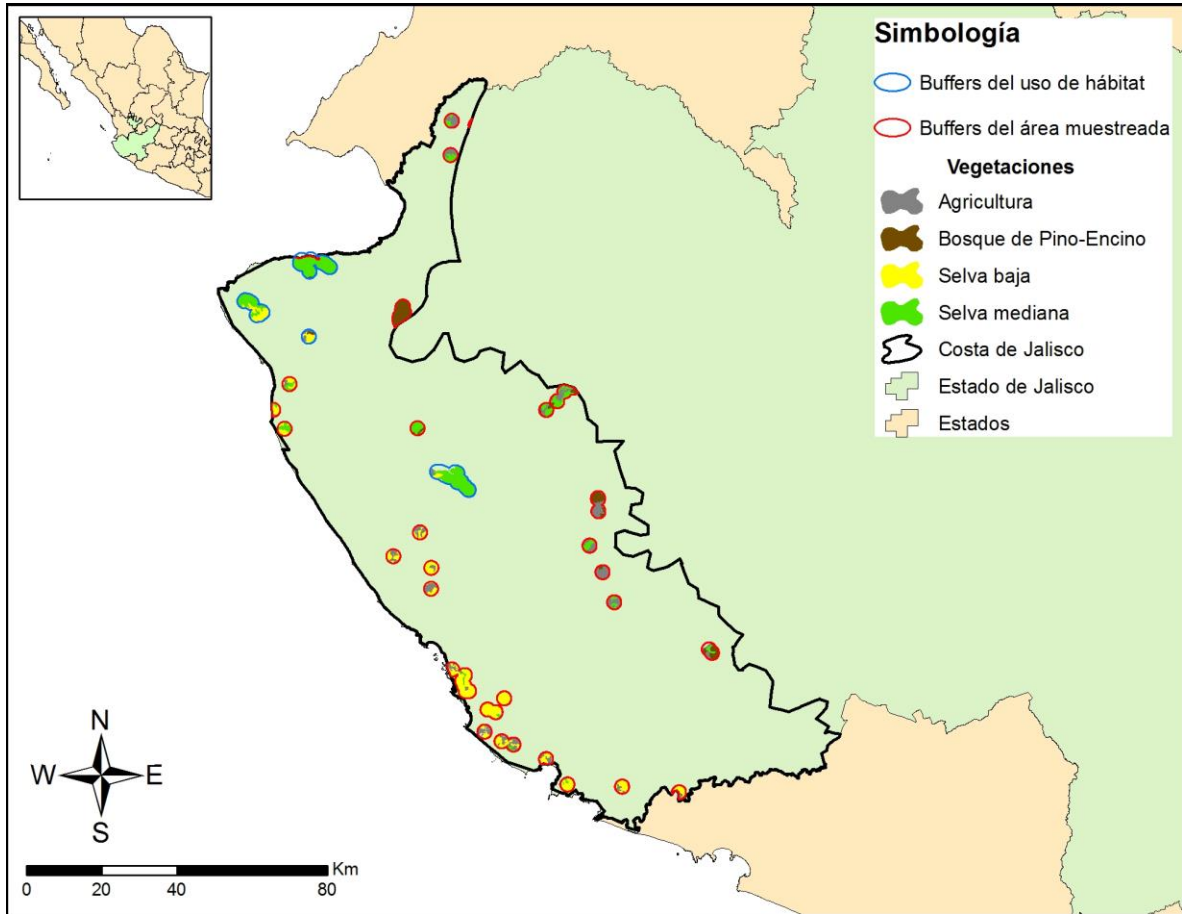 Simbología
Buffers del uso de hábitat
Buffers del área muestreada
Vegetaciones
Agricultura
Bosque de Pino-Encino
Selva baja
Selva mediana
Costa de Jalisco
Estado de Jalisco
Estados
N
W E
S
Km
0 20 40 80